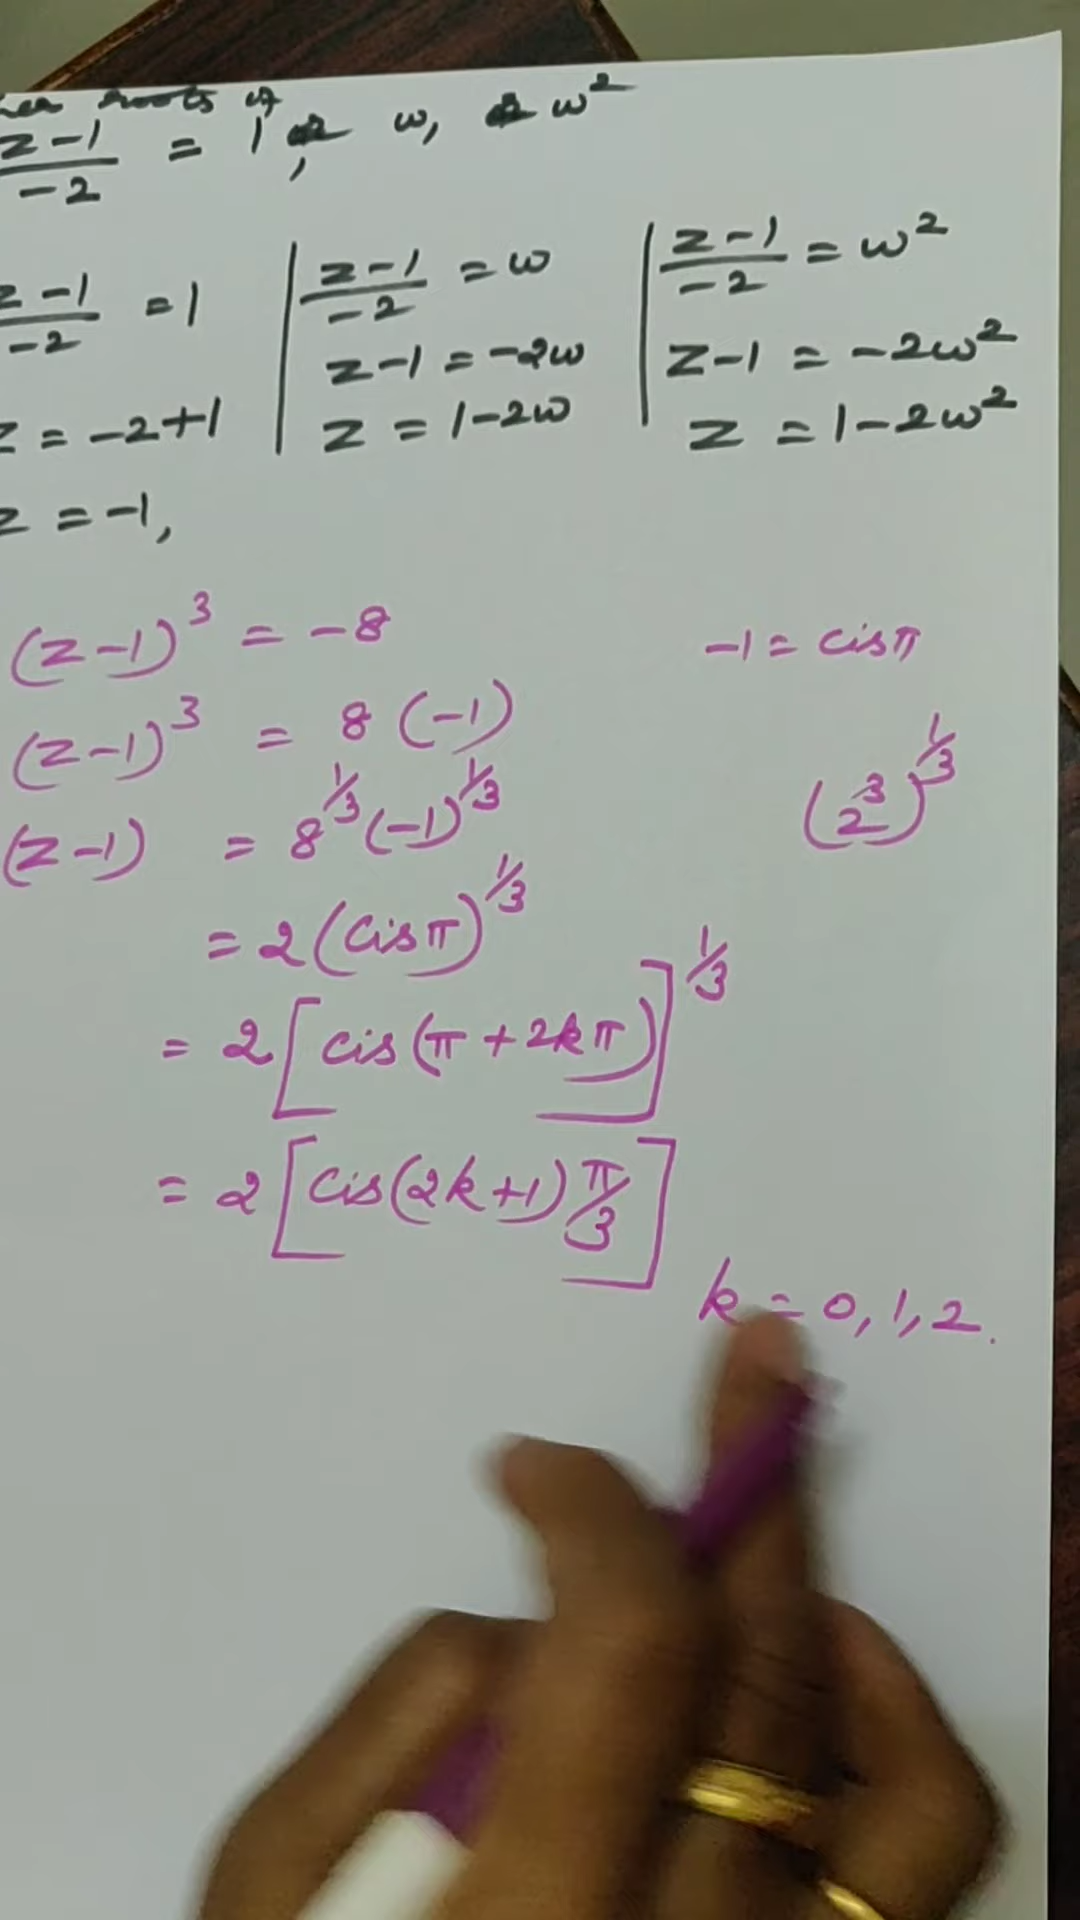 roots of
z-1/-2 = 1, ω, ω²
z-1/-2 = 1 | z-1/-2 = ω | z-1/-2 = ω²
z = -2+1 | z-1 = -2ω | z-1 = -2ω²
z = -1, z = 1-2ω z = 1-2ω²
(z-1)³ = -8 -1 = cisπ
(z-1)³ = 8(-1)
(z-1) = 8^1/3 (-1)^1/3 (2³)^1/3
= 2(cisπ)^1/3
= 2[cis(π+2kπ)]^1/3
= 2[cis(2k+1)π/3]
k = 0, 1, 2.